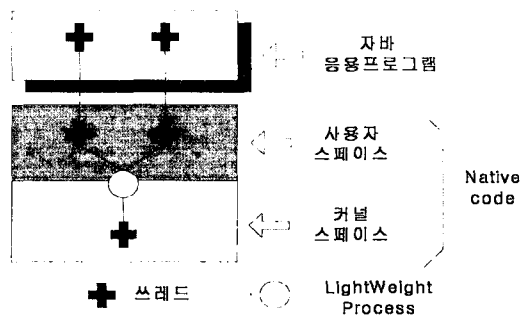 자바
응용프로그램
사용자
스페이스
Native
code
커널
스페이스
쓰레드
LightWeight
Process